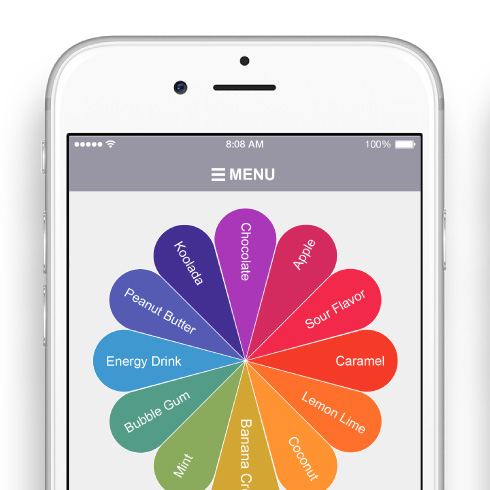 8:08 AM
100%
MENU
Chocolate
Apple
Sour Flavor
Caramel
Lemon Lime
Coconut
Banana
Mint
Bubble Gum
Energy Drink
Peanut Butter
Koolada